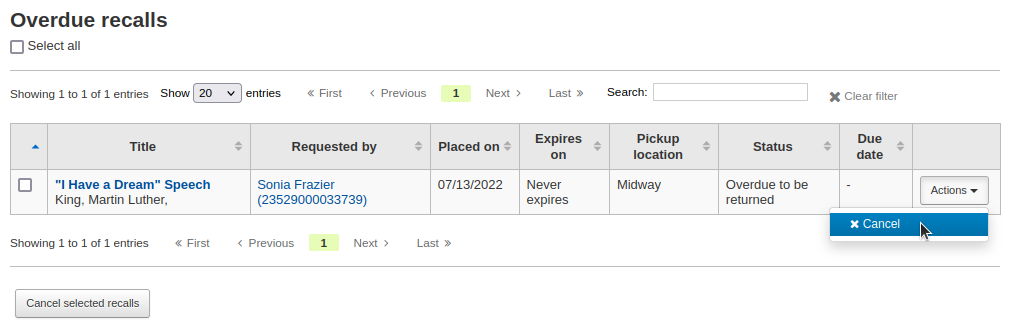 Overdue recalls
Select all
Showing 1 to 1 of 1 entries Show 20 entries « First ‹ Previous 1 Next › Last » Search: ✖ Clear filter
Title Requested by Placed on Expires on Pickup location Status Due date
"I Have a Dream" Speech Sonia Frazier 07/13/2022 Never Midway Overdue to be - Actions
King, Martin Luther, (23529000033739) expires returned
✖ Cancel
Showing 1 to 1 of 1 entries « First ‹ Previous 1 Next › Last »
Cancel selected recalls